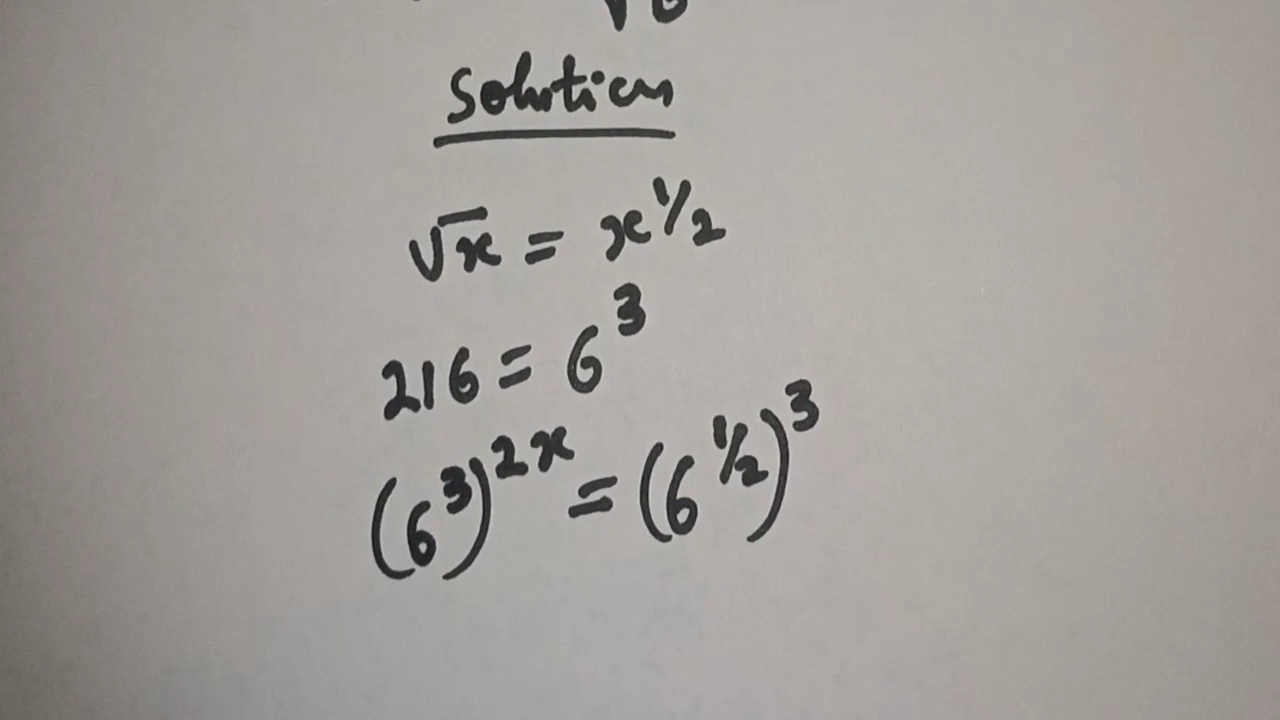 Solution
√x = x^1/2
216 = 6^3
(6^3)^2x = (6^1/2)^3